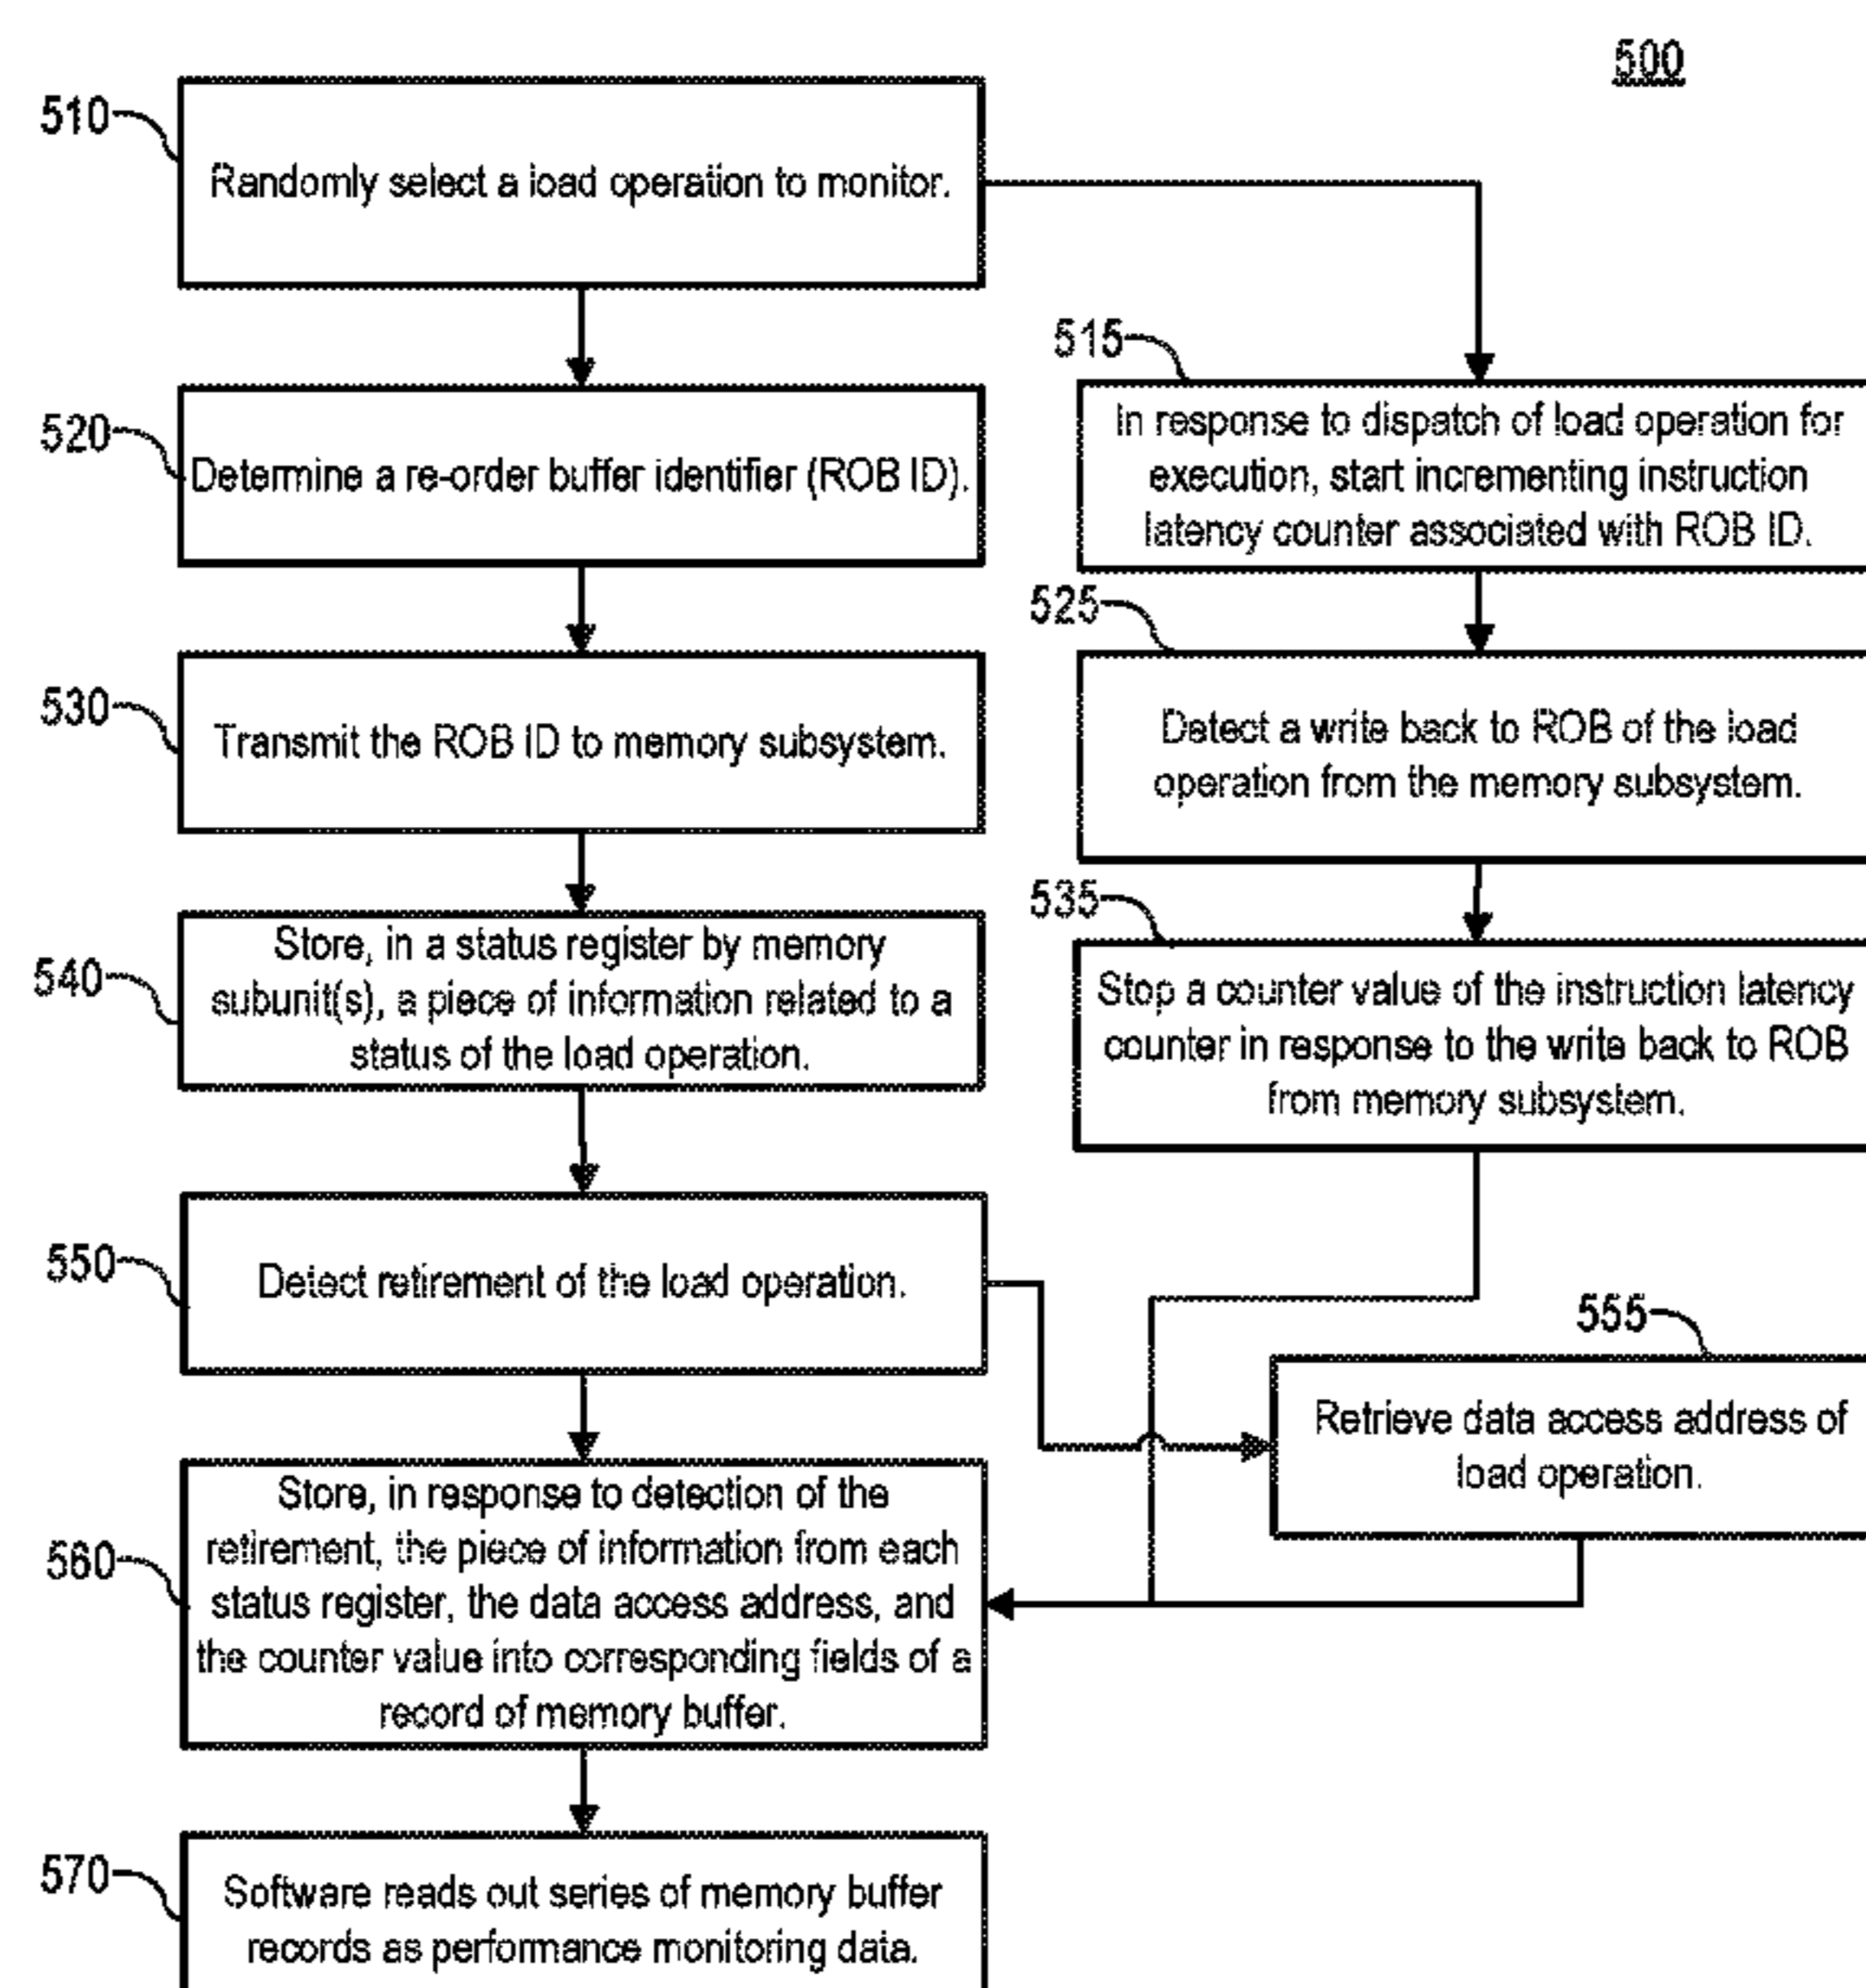 500
510
Randomly select a load operation to monitor.
515
In response to dispatch of load operation for
execution, start incrementing instruction
latency counter associated with ROB ID.
520
Determine a re-order buffer identifier (ROB ID).
525
Detect a write back to ROB of the load
operation from the memory subsystem.
530
Transmit the ROB ID to memory subsystem.
535
Stop a counter value of the instruction latency
counter in response to the write back to ROB
from memory subsystem.
540
Store, in a status register by memory
subunit(s), a piece of information related to a
status of the load operation.
550
Detect retirement of the load operation.
555
Retrieve data access address of
load operation.
560
Store, in response to detection of the
retirement, the piece of information from each
status register, the data access address, and
the counter value into corresponding fields of a
record of memory buffer.
570
Software reads out series of memory buffer
records as performance monitoring data.